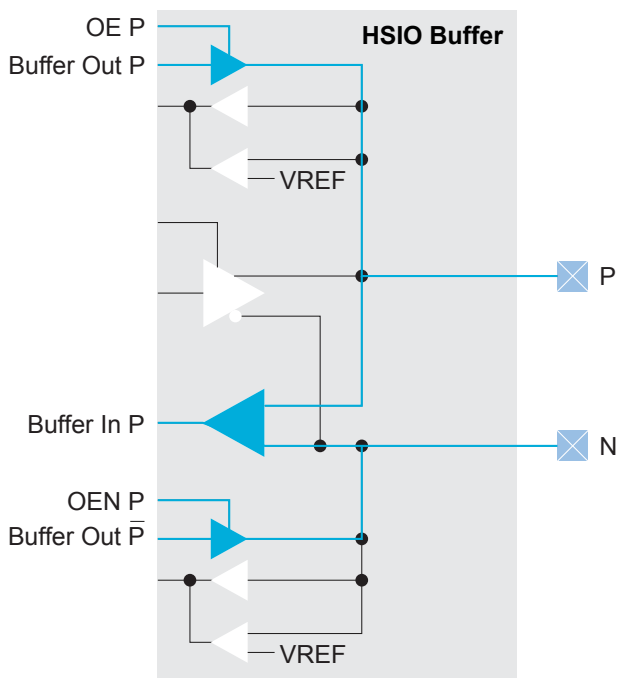 OE P
HSIO Buffer
Buffer Out P
VREF
P
Buffer In P
N
OEN P
Buffer Out P̅
VREF